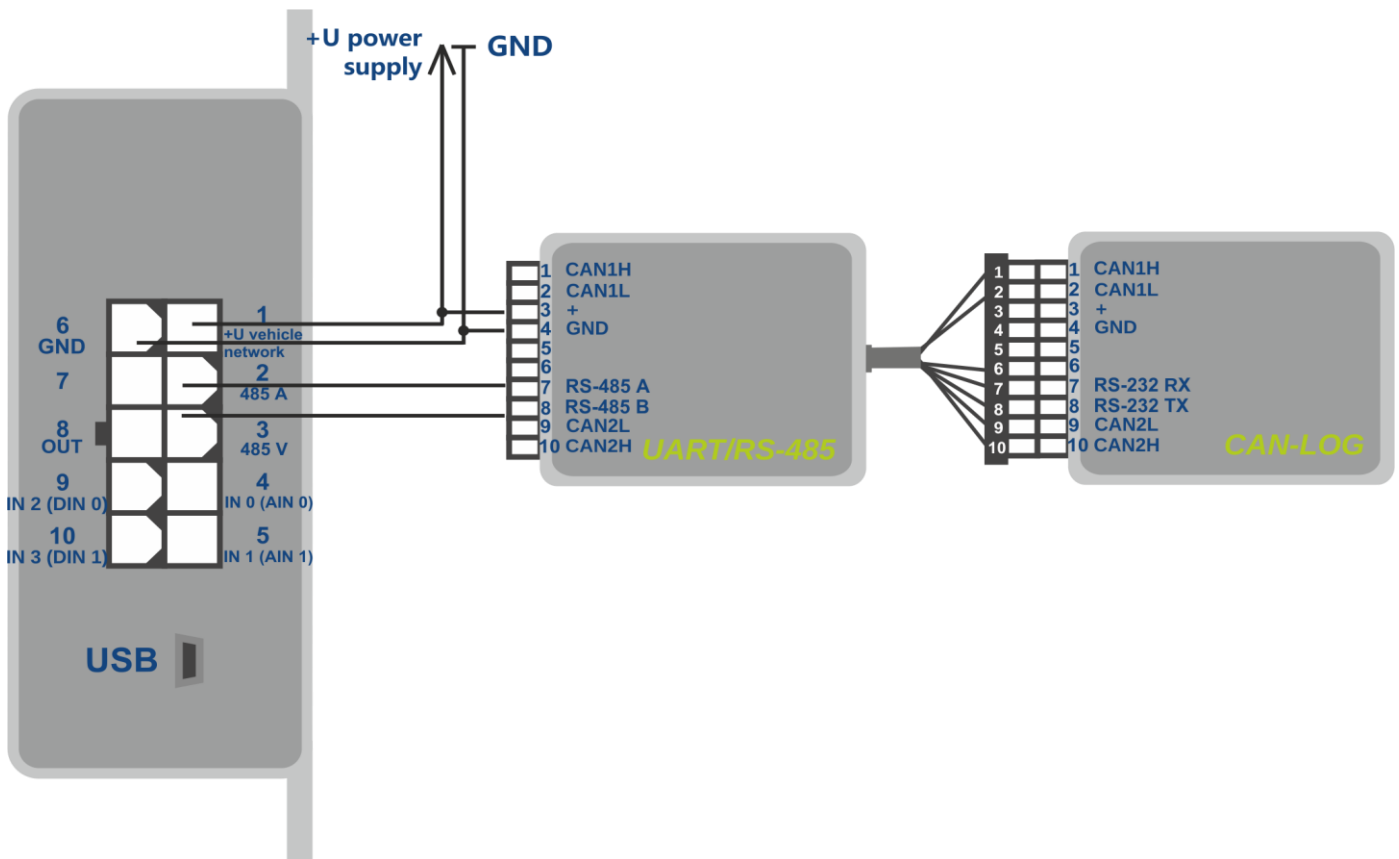 +U power
supply
GND
6
GND
7
8
OUT
9
IN 2 (DIN 0)
10
IN 3 (DIN 1)
1
+U vehicle
network
2
485 A
3
485 V
4
IN 0 (AIN 0)
5
IN 1 (AIN 1)
USB
1 CAN1H
2 CAN1L
3 +
4 GND
5
6
7 RS-485 A
8 RS-485 B
9 CAN2L
10 CAN2H
UART/RS-485
1
2
3
4
5
6
7
8
9
10
1 CAN1H
2 CAN1L
3 +
4 GND
5
6
7 RS-232 RX
8 RS-232 TX
9 CAN2L
10 CAN2H
CAN-LOG